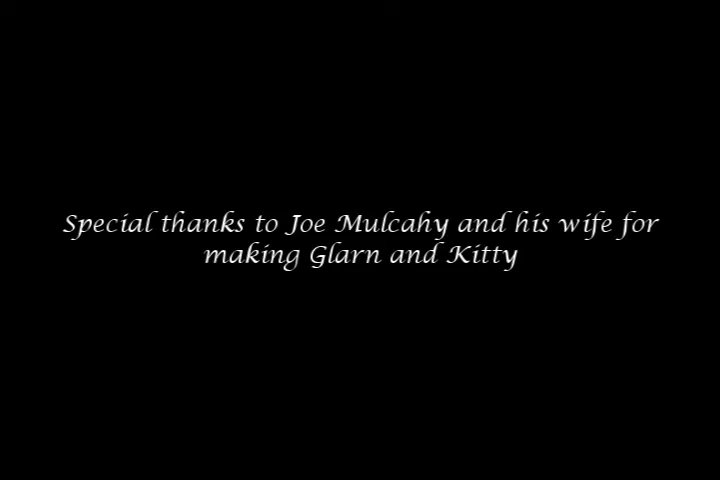 Special thanks to Joe Mulcahy and his wife for
making Glarn and Kitty